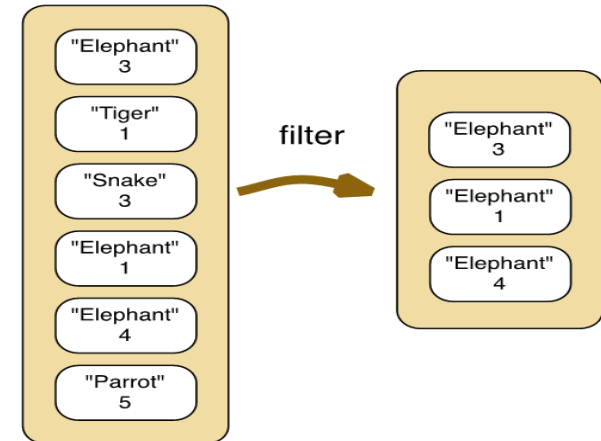 "Elephant"
3
"Tiger"
1
"Snake"
3
"Elephant"
1
"Elephant"
4
"Parrot"
5
filter
"Elephant"
3
"Elephant"
1
"Elephant"
4